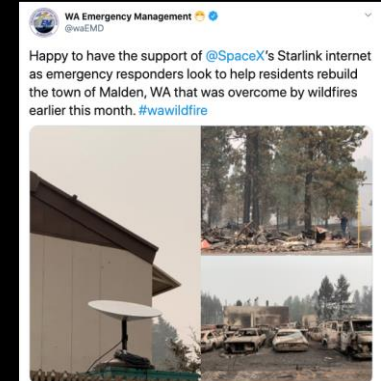 WA Emergency Management
@waEMD
Happy to have the support of @SpaceX's Starlink internet
as emergency responders look to help residents rebuild
the town of Malden, WA that was overcome by wildfires
earlier this month. #wawildfire